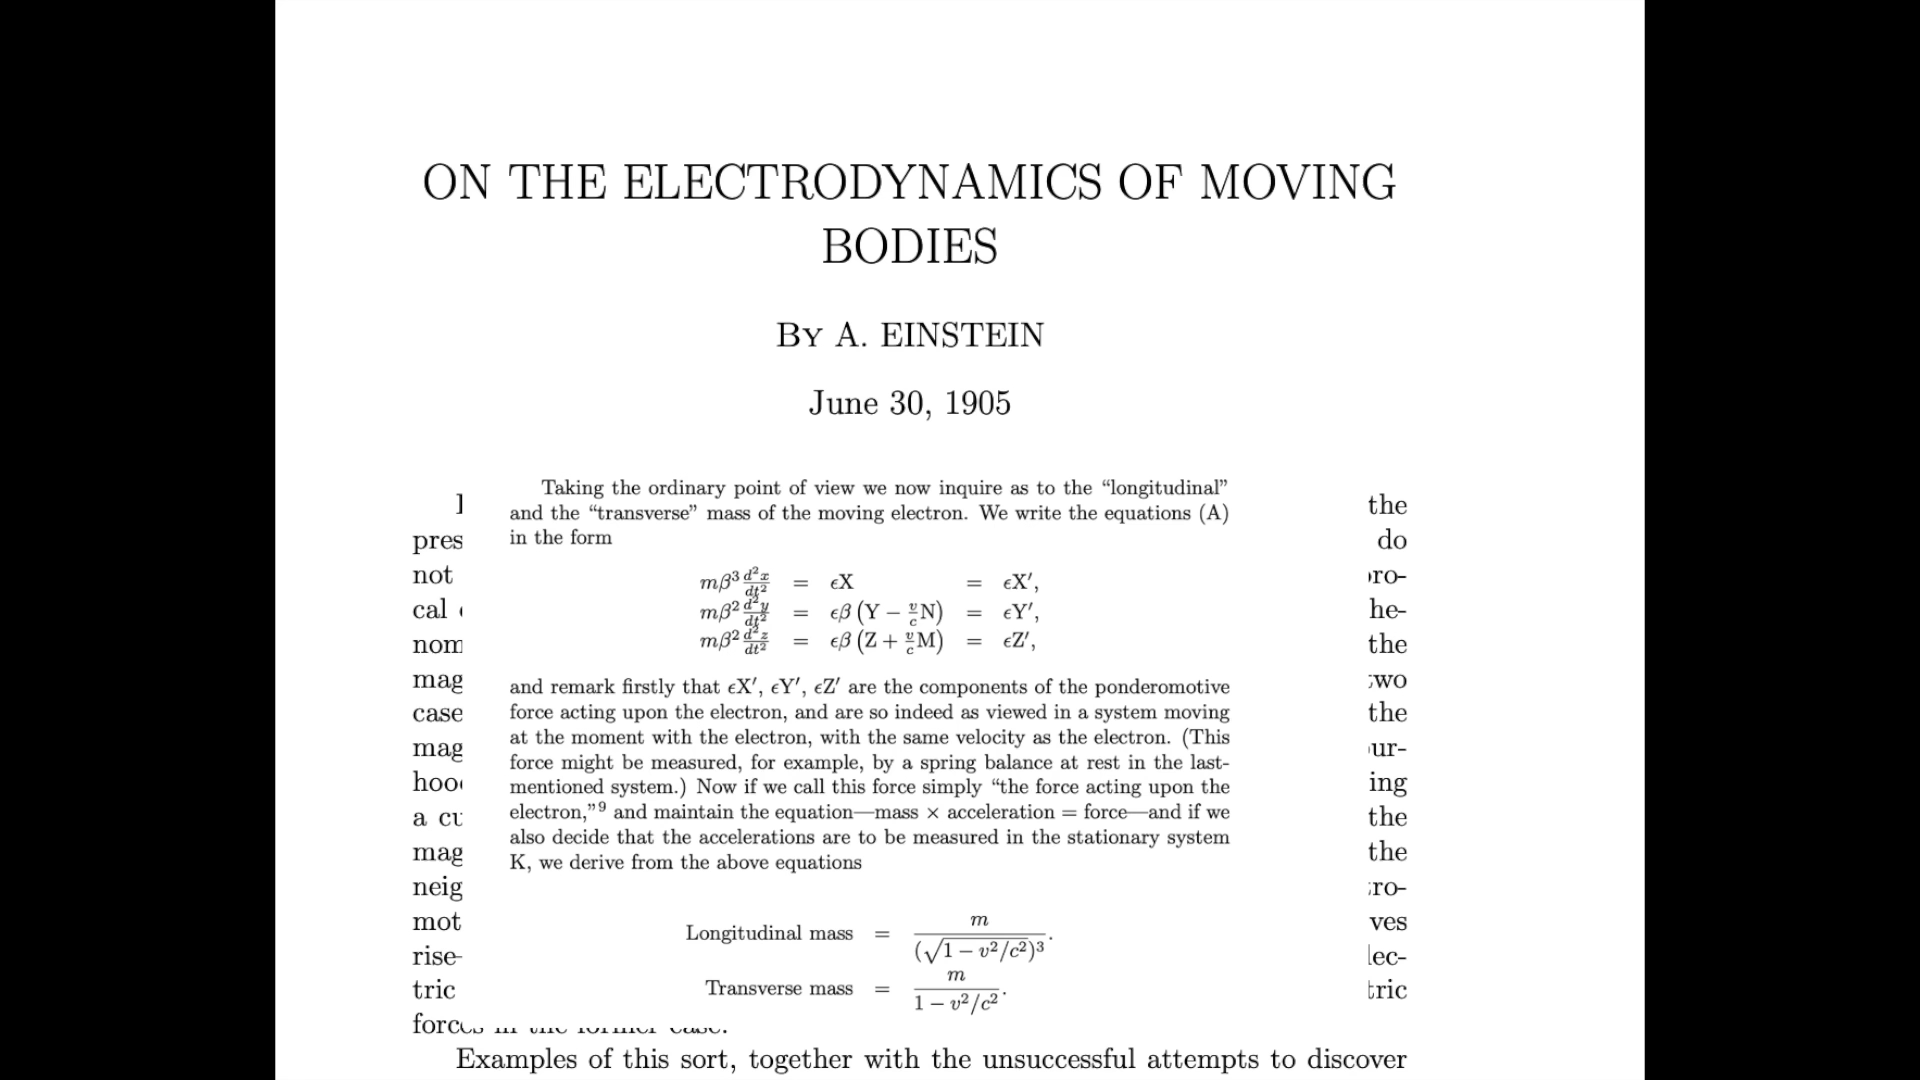 ON THE ELECTRODYNAMICS OF MOVING
BODIES
By A. EINSTEIN
June 30, 1905
Taking the ordinary point of view we now inquire as to the “longitudinal”
and the “transverse” mass of the moving electron. We write the equations (A)
in the form
mβ³ d²x/dt² = ϵX = ϵX′,
mβ² d²y/dt² = ϵβ (Y − v/c N) = ϵY′,
mβ² d²z/dt² = ϵβ (Z + v/c M) = ϵZ′,
and remark firstly that ϵX′, ϵY′, ϵZ′ are the components of the ponderomotive
force acting upon the electron, and are so indeed as viewed in a system moving
at the moment with the electron, with the same velocity as the electron. (This
force might be measured, for example, by a spring balance at rest in the last-
mentioned system.) Now if we call this force simply “the force acting upon the
electron,”⁹ and maintain the equation—mass × acceleration = force—and if we
also decide that the accelerations are to be measured in the stationary system
K, we derive from the above equations
Longitudinal mass = m/(√1 − v²/c²)³.
Transverse mass = m/1 − v²/c².
the
pres do
not ro-
cal he-
nom the
mag wo
case the
mag ur-
hoo ing
a cu the
mag the
neig ro-
mot ves
rise- lec-
tric tric
Examples of this sort, together with the unsuccessful attempts to discover